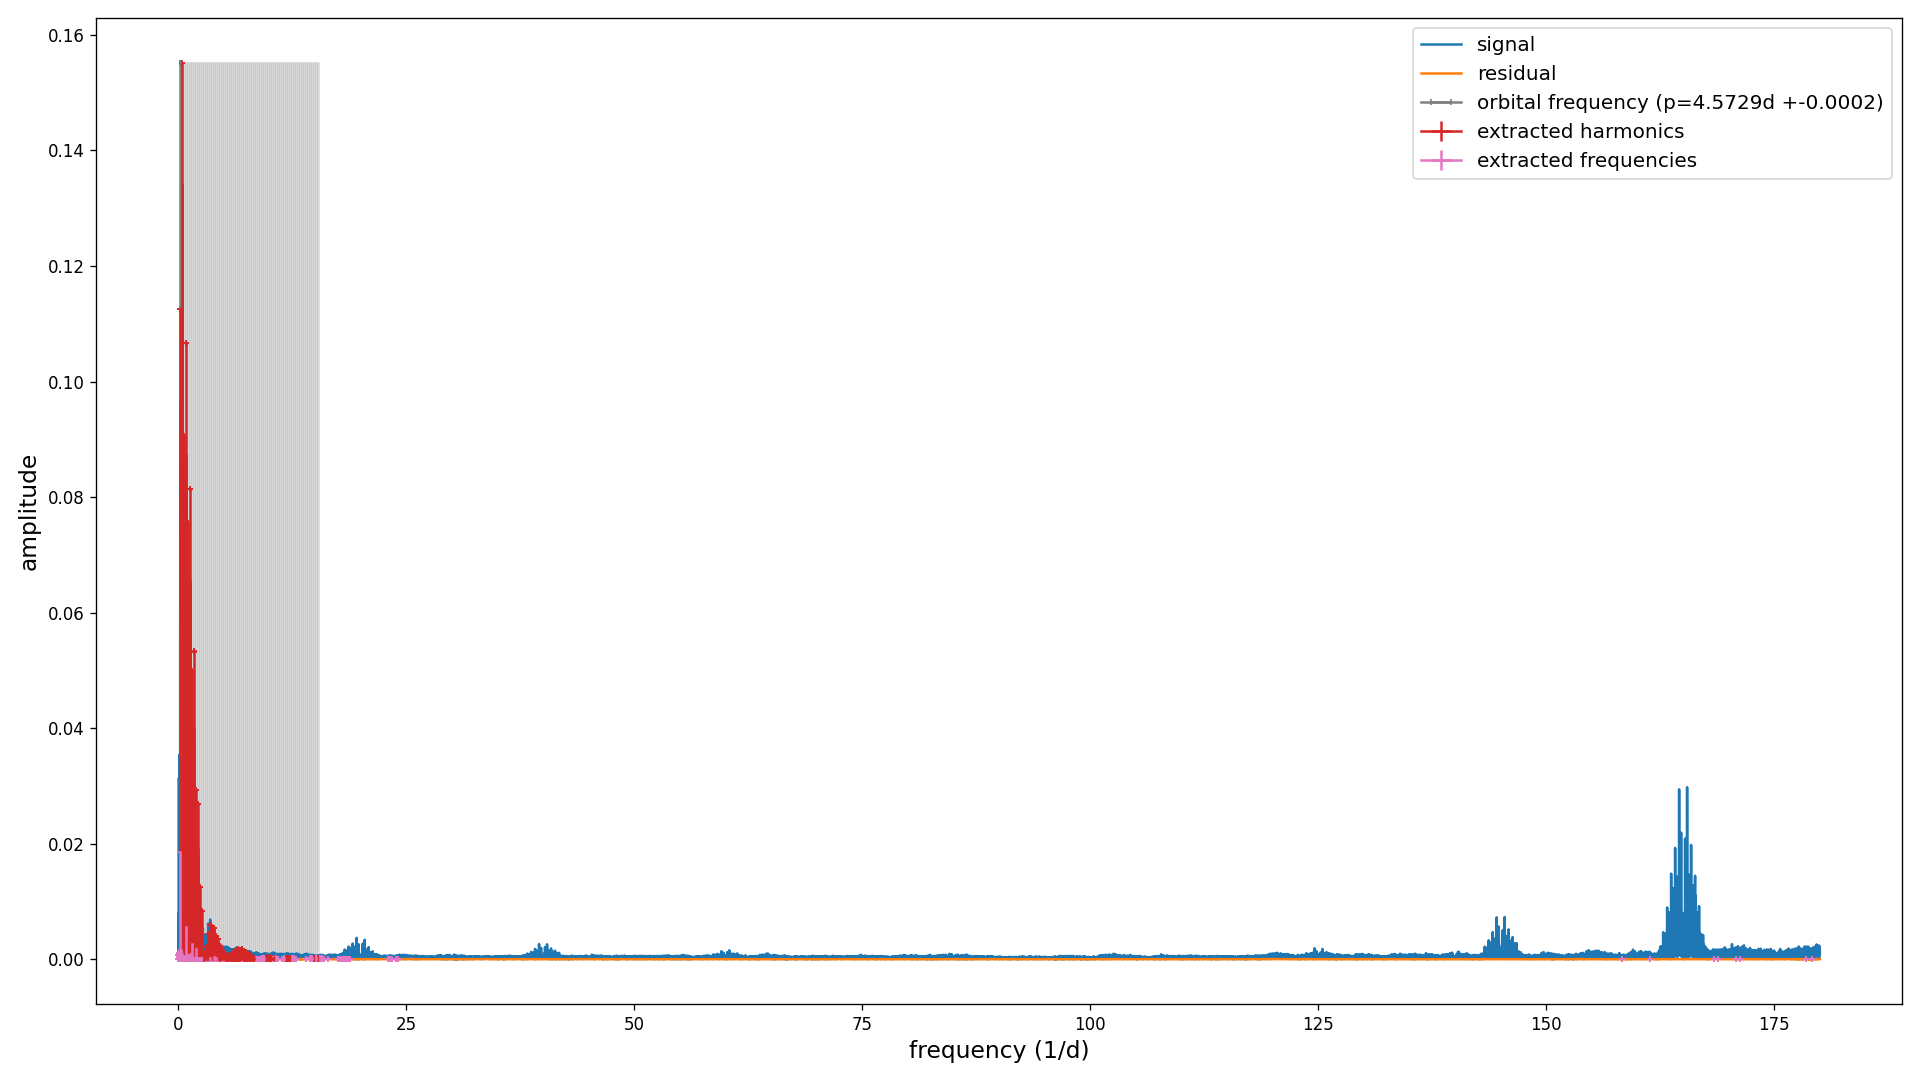 0.16
0.14
0.12
0.10
0.08
0.06
0.04
0.02
0.00
amplitude
signal
residual
orbital frequency (p=4.5729d +-0.0002)
extracted harmonics
extracted frequencies
0 25 50 75 100 125 150 175
frequency (1/d)